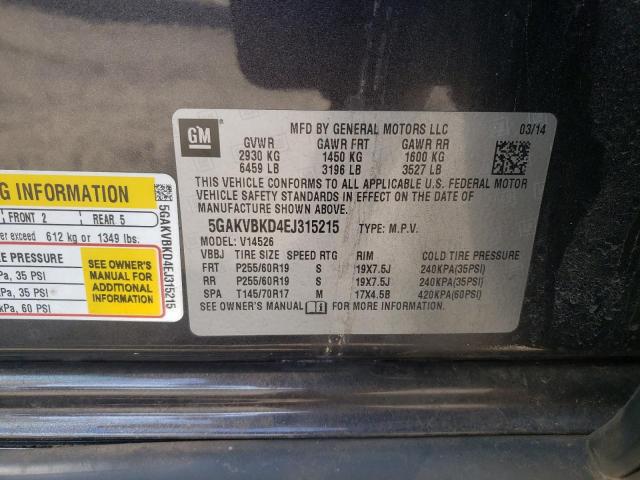 GM
MFD BY GENERAL MOTORS LLC 03/14
GVWR GAWR FRT GAWR RR
2930 KG 1450 KG 1600 KG
6459 LB 3196 LB 3527 LB
THIS VEHICLE CONFORMS TO ALL APPLICABLE U.S. FEDERAL MOTOR
VEHICLE SAFETY STANDARDS IN EFFECT ON THE DATE OF
MANUFACTURE SHOWN ABOVE.
5GAKVBKD4EJ315215 TYPE: M.P.V.
MODEL: V14526
VBBJ TIRE SIZE SPEED RTG RIM COLD TIRE PRESSURE
FRT P255/60R19 S 19X7.5J 240KPA(35PSI)
RR P255/60R19 S 19X7.5J 240KPA(35PSI)
SPA T145/70R17 M 17X4.5B 420KPA(60PSI)
SEE OWNER'S MANUAL FOR MORE INFORMATION.
G INFORMATION
FRONT 2 REAR 5
er exceed 612 kg or 1349 lbs.
E PRESSURE
Pa, 35 PSI
Pa, 35 PSI
kPa, 60 PSI
SEE OWNER'S
MANUAL FOR
ADDITIONAL
INFORMATION
5GAKVBKD4EJ315215